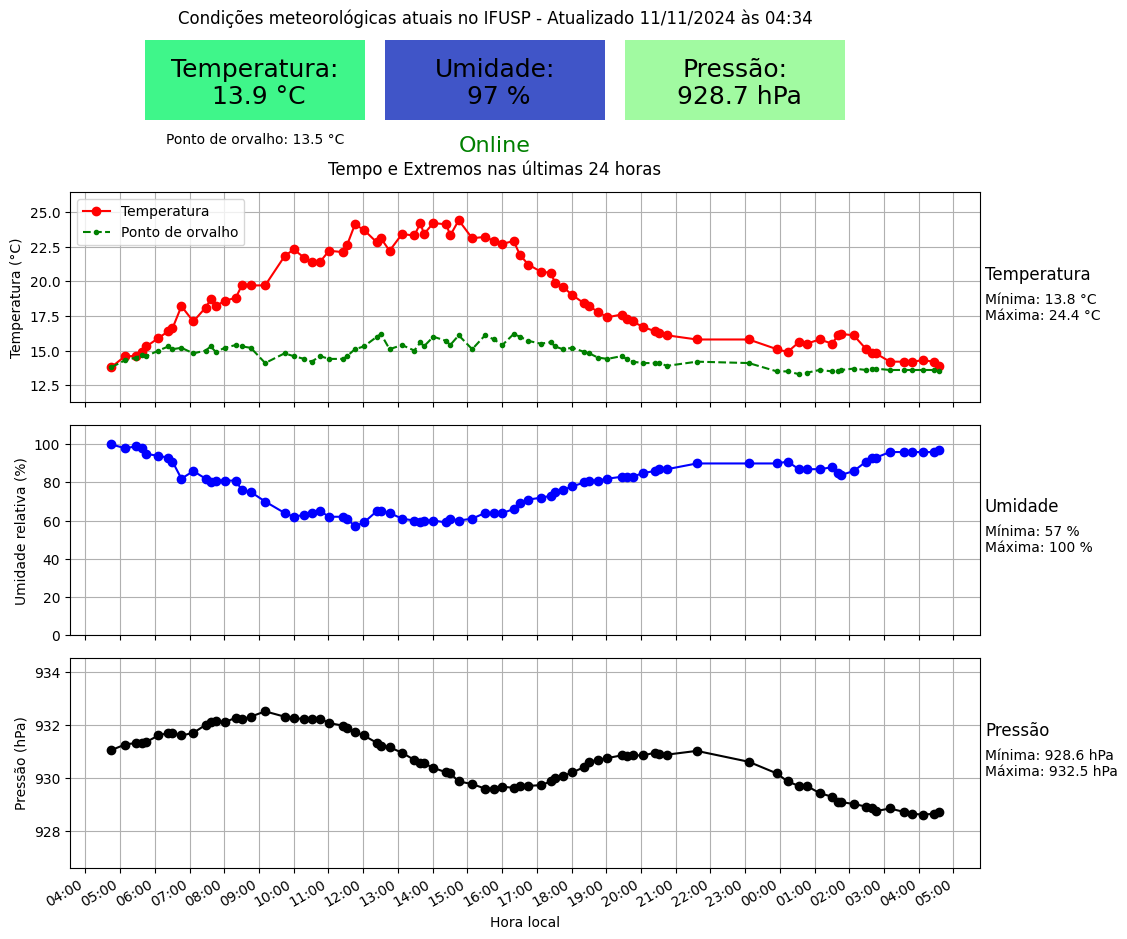 Condições meteorológicas atuais no IFUSP - Atualizado 11/11/2024 às 04:34
Temperatura:
13.9 °C
Umidade:
97 %
Pressão:
928.7 hPa
Ponto de orvalho: 13.5 °C
Online
Tempo e Extremos nas últimas 24 horas
Temperatura (°C)
25.0
22.5
20.0
17.5
15.0
12.5
Temperatura
Ponto de orvalho
Temperatura
Mínima: 13.8 °C
Máxima: 24.4 °C
Umidade relativa (%)
100
80
60
40
20
0
Umidade
Mínima: 57 %
Máxima: 100 %
Pressão (hPa)
934
932
930
928
Pressão
Mínima: 928.6 hPa
Máxima: 932.5 hPa
04:00 05:00 06:00 07:00 08:00 09:00 10:00 11:00 12:00 13:00 14:00 15:00 16:00 17:00 18:00 19:00 20:00 21:00 22:00 23:00 00:00 01:00 02:00 03:00 04:00 05:00
Hora local